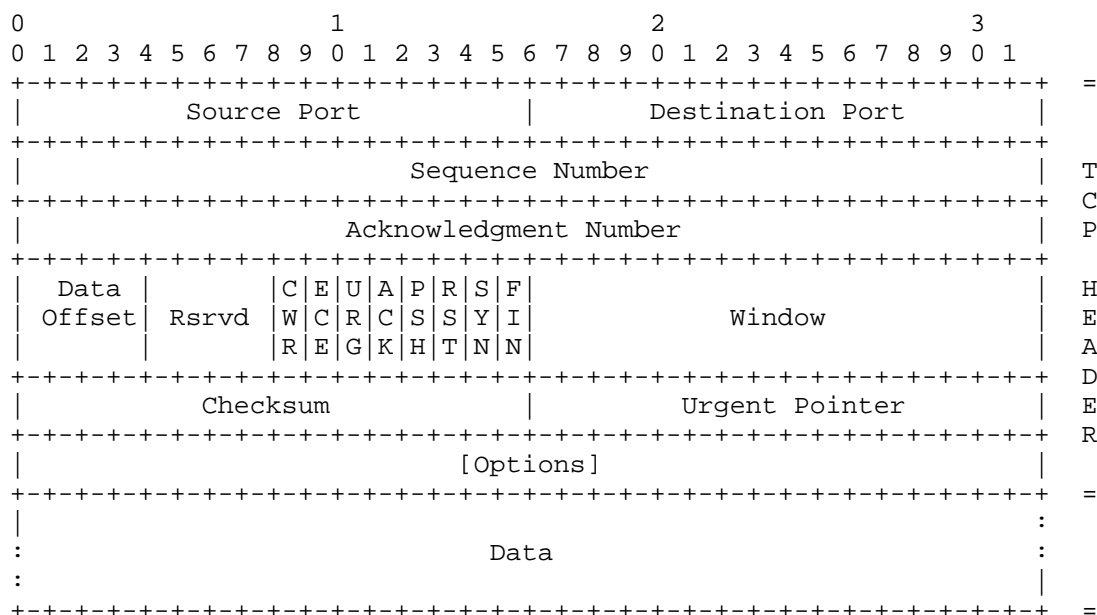 0                   1                   2                   3
0 1 2 3 4 5 6 7 8 9 0 1 2 3 4 5 6 7 8 9 0 1 2 3 4 5 6 7 8 9 0 1
+-+-+-+-+-+-+-+-+-+-+-+-+-+-+-+-+-+-+-+-+-+-+-+-+-+-+-+-+-+-+-+-+  =
|          Source Port          |       Destination Port        |
+-+-+-+-+-+-+-+-+-+-+-+-+-+-+-+-+-+-+-+-+-+-+-+-+-+-+-+-+-+-+-+-+
|                        Sequence Number                        |  T
+-+-+-+-+-+-+-+-+-+-+-+-+-+-+-+-+-+-+-+-+-+-+-+-+-+-+-+-+-+-+-+-+  C
|                    Acknowledgment Number                      |  P
+-+-+-+-+-+-+-+-+-+-+-+-+-+-+-+-+-+-+-+-+-+-+-+-+-+-+-+-+-+-+-+-+
|  Data |       |C|E|U|A|P|R|S|F|                               |  H
| Offset| Rsrvd |W|C|R|C|S|S|Y|I|            Window             |  E
|       |       |R|E|G|K|H|T|N|N|                               |  A
+-+-+-+-+-+-+-+-+-+-+-+-+-+-+-+-+-+-+-+-+-+-+-+-+-+-+-+-+-+-+-+-+  D
|           Checksum            |         Urgent Pointer        |  E
+-+-+-+-+-+-+-+-+-+-+-+-+-+-+-+-+-+-+-+-+-+-+-+-+-+-+-+-+-+-+-+-+  R
|                           [Options]                           |
+-+-+-+-+-+-+-+-+-+-+-+-+-+-+-+-+-+-+-+-+-+-+-+-+-+-+-+-+-+-+-+-+  =
|                                                               :
:                             Data                              :
:                                                               |
+-+-+-+-+-+-+-+-+-+-+-+-+-+-+-+-+-+-+-+-+-+-+-+-+-+-+-+-+-+-+-+-+  =